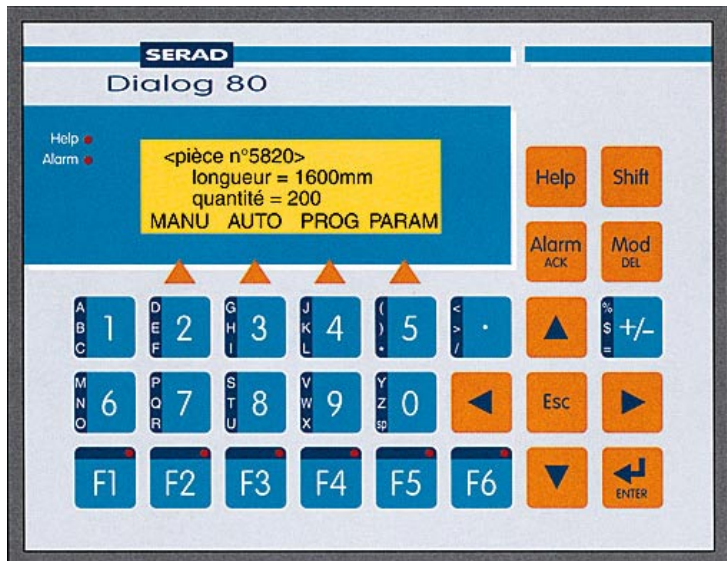 SERAD
Dialog 80
Help
Alarm
<pièce n°5820>
longueur = 1600mm
quantité = 200
MANU AUTO PROG PARAM
Help Shift
Alarm ACK Mod DEL
A B C 1 D E F 2 G H I 3 J K L 4 ( ) * 5 < > / · % $ = +/-
M N O 6 P Q R 7 S T U 8 V W X 9 Y Z sp 0 Esc
F1 F2 F3 F4 F5 F6 ENTER